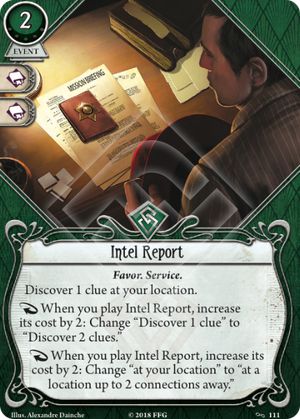 2
EVENT
MISSION BRIEFING
Intel Report
Favor. Service.
Discover 1 clue at your location.
When you play Intel Report, increase
its cost by 2: Change “Discover 1 clue” to
“Discover 2 clues.”
When you play Intel Report, increase its
cost by 2: Change “at your location” to “at a
location up to 2 connections away.”
Illus. Alexandre Dainche
© 2018 FFG
111